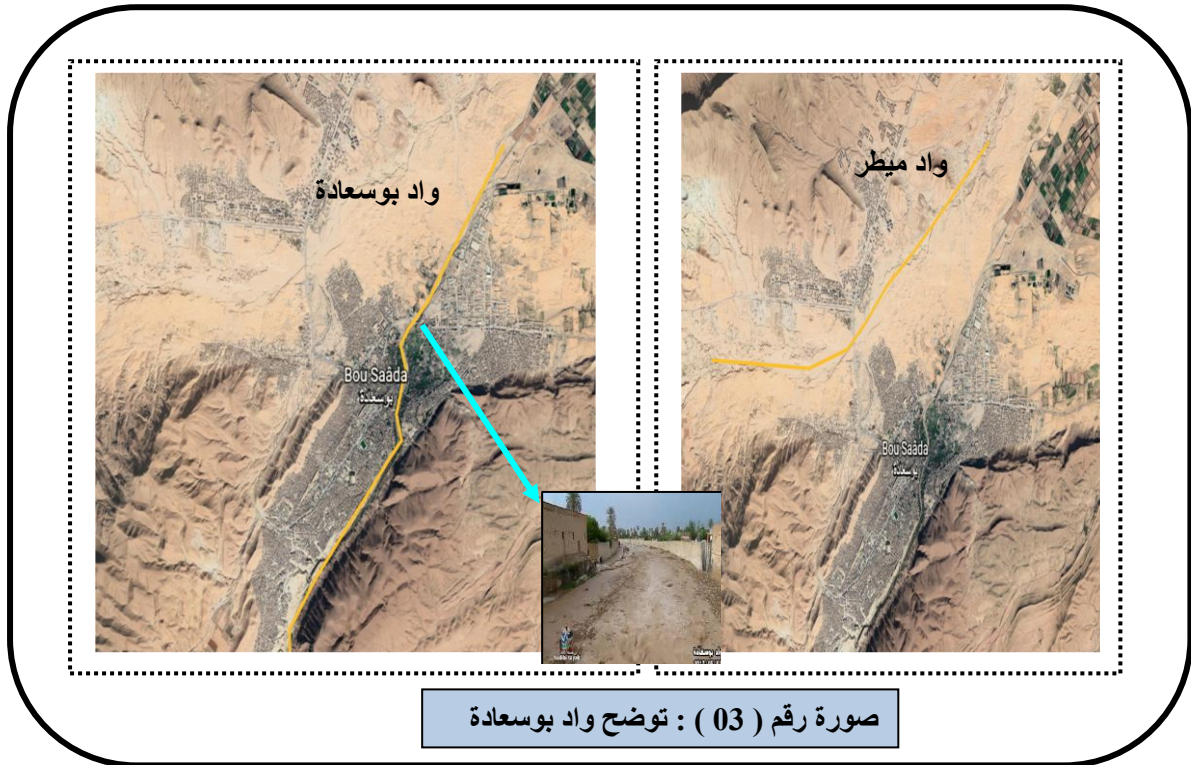 واد ميطر
واد بوسعادة
Bou Saâda
بوسعادة
Bou Saâda
بوسعادة
صورة رقم ( 03 ) : توضح واد بوسعادة